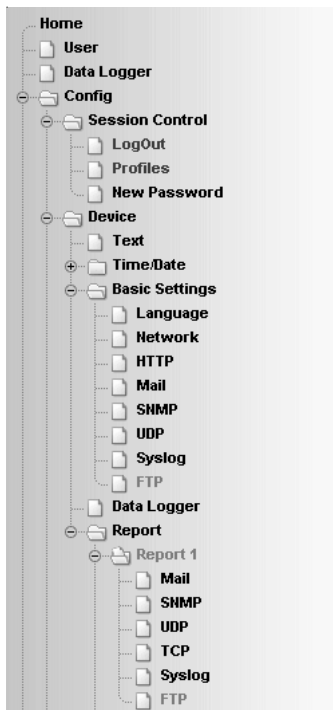 Home
User
Data Logger
Config
Session Control
LogOut
Profiles
New Password
Device
Text
Time/Date
Basic Settings
Language
Network
HTTP
Mail
SNMP
UDP
Syslog
FTP
Data Logger
Report
Report 1
Mail
SNMP
UDP
TCP
Syslog
FTP